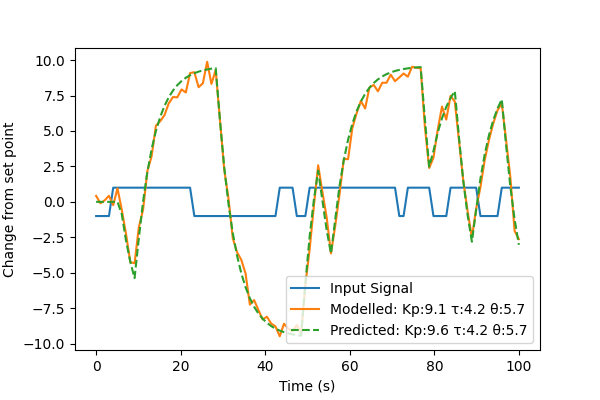 10.0
7.5
5.0
2.5
0.0
−2.5
−5.0
−7.5
−10.0
Change from set point
Input Signal
Modelled: Kp:9.1 τ:4.2 θ:5.7
Predicted: Kp:9.6 τ:4.2 θ:5.7
0 20 40 60 80 100
Time (s)